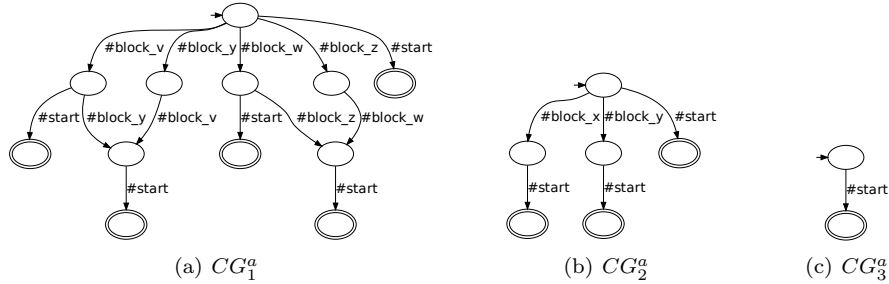 #block_v #block_y #block_w #block_z #start
#start #block_y #block_v #start #block_z #block_w
#start #start
(a) CG₁ᵃ
#block_x #block_y #start
#start #start
(b) CG₂ᵃ
#start
(c) CG₃ᵃ